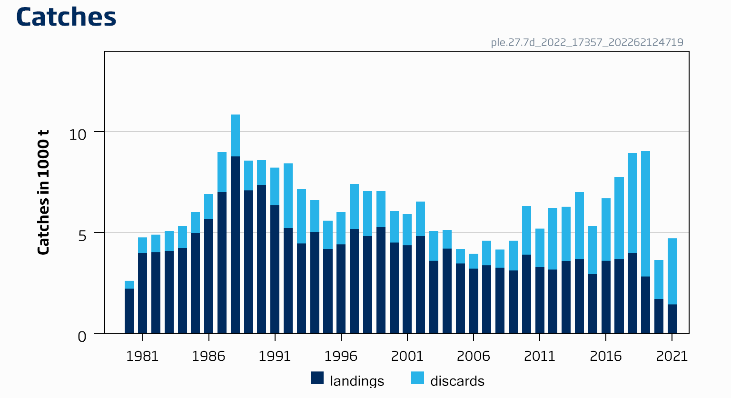 Catches
ple.27.7d_2022_17357_202262124719
Catches in 1000 t
10
5
0
1981 1986 1991 1996 2001 2006 2011 2016 2021
landings discards